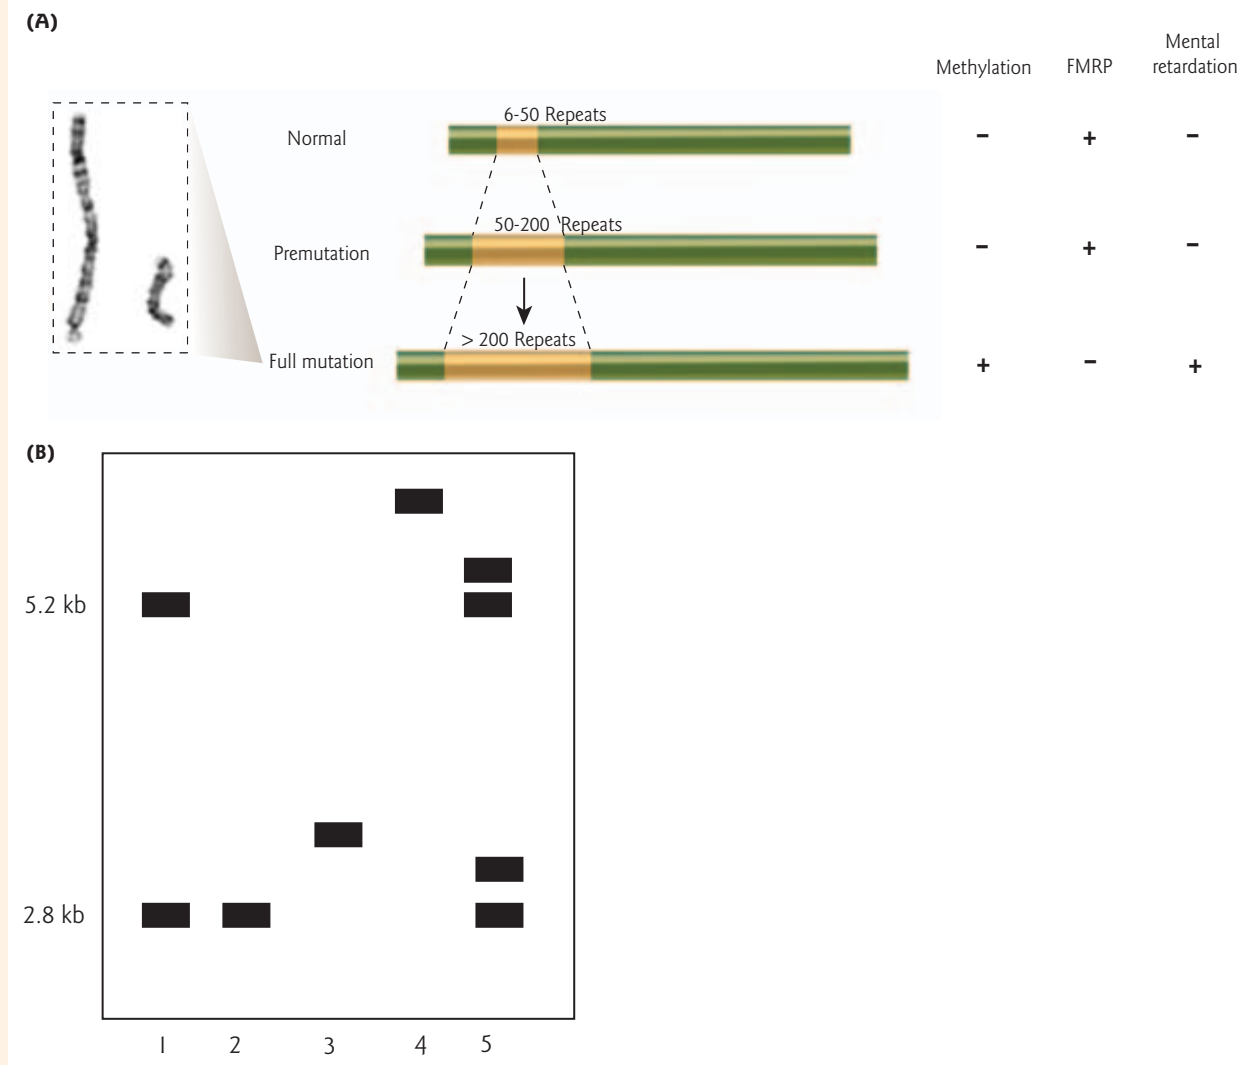 (A)
Methylation FMRP Mental
retardation
6-50 Repeats
Normal - + -
50-200 Repeats
Premutation - + -
> 200 Repeats
Full mutation + - +
(B)
5.2 kb
2.8 kb
1 2 3 4 5